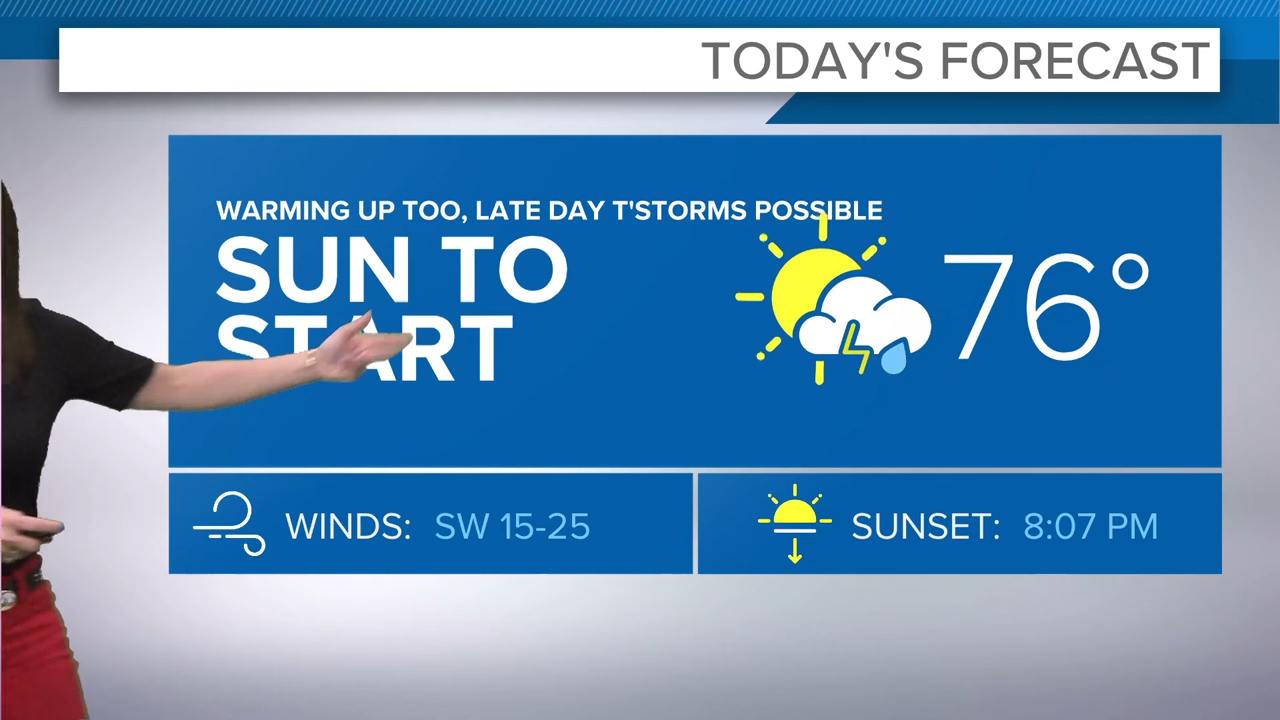 TODAY'S FORECAST
WARMING UP TOO, LATE DAY T'STORMS POSSIBLE
SUN TO
START
76°
WINDS: SW 15-25
SUNSET: 8:07 PM